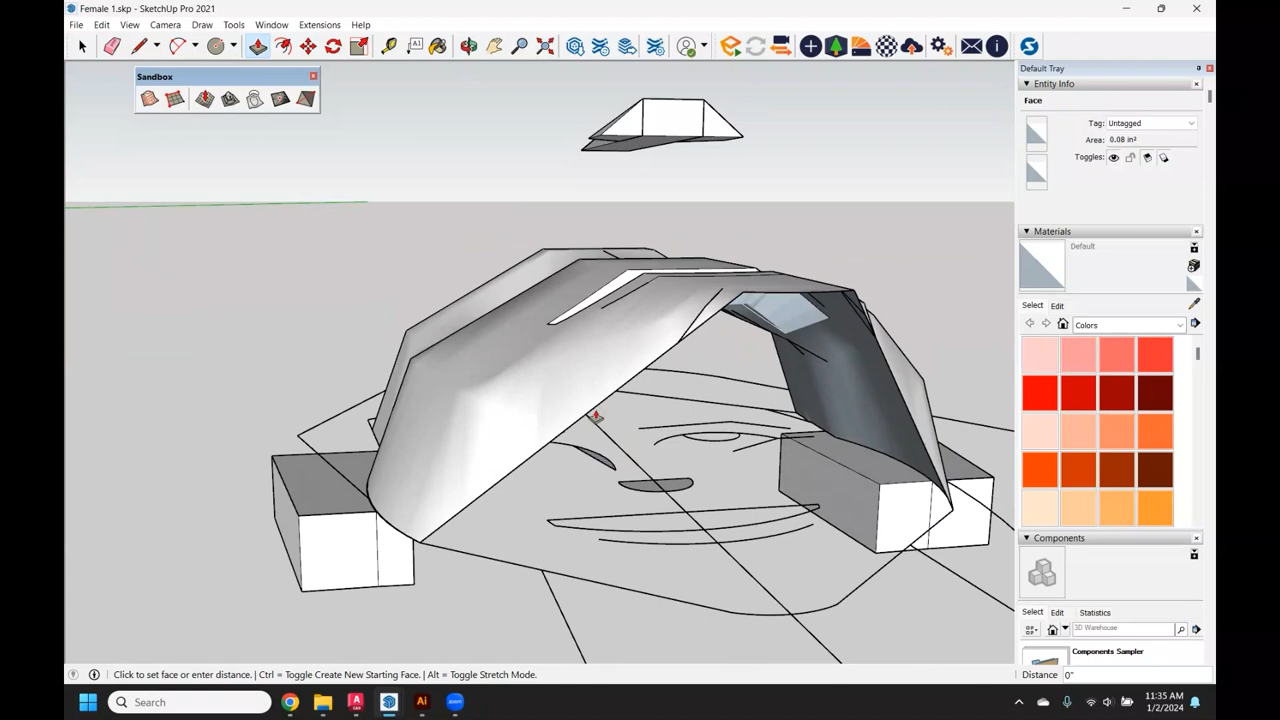 Female 1.skp - SketchUp Pro 2021
File Edit View Camera Draw Tools Window Extensions Help
Sandbox
Default Tray
Entity Info
Face
Tag: Untagged
Area: 0.08 in²
Toggles:
Materials
Default
Select Edit
Colors
Components
Select Edit Statistics
3D Warehouse
Components Sampler
Click to set face or enter distance. | Ctrl = Toggle Create New Starting Face. | Alt = Toggle Stretch Mode.
Distance 0"
Search
11:35 AM
1/2/2024